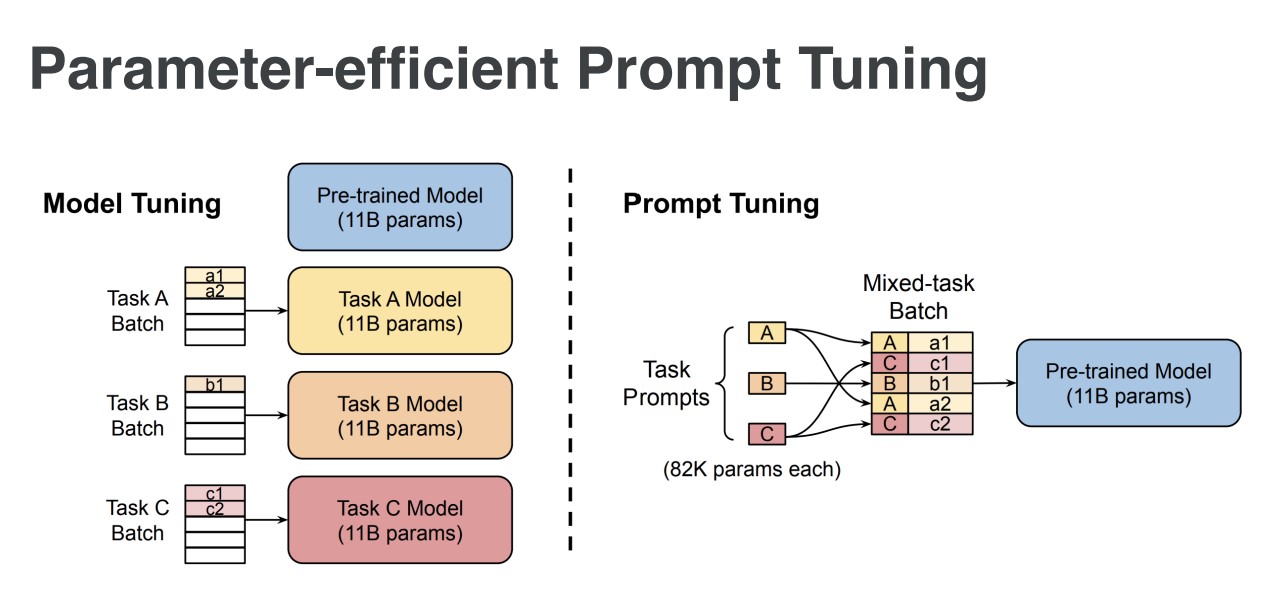 Parameter-efficient Prompt Tuning
Model Tuning
Pre-trained Model
(11B params)
a1
a2
Task A
Batch
Task A Model
(11B params)
b1
Task B
Batch
Task B Model
(11B params)
c1
c2
Task C
Batch
Task C Model
(11B params)
Prompt Tuning
Mixed-task
Batch
Task
Prompts
A
B
C
(82K params each)
A a1
C c1
B b1
A a2
C c2
Pre-trained Model
(11B params)